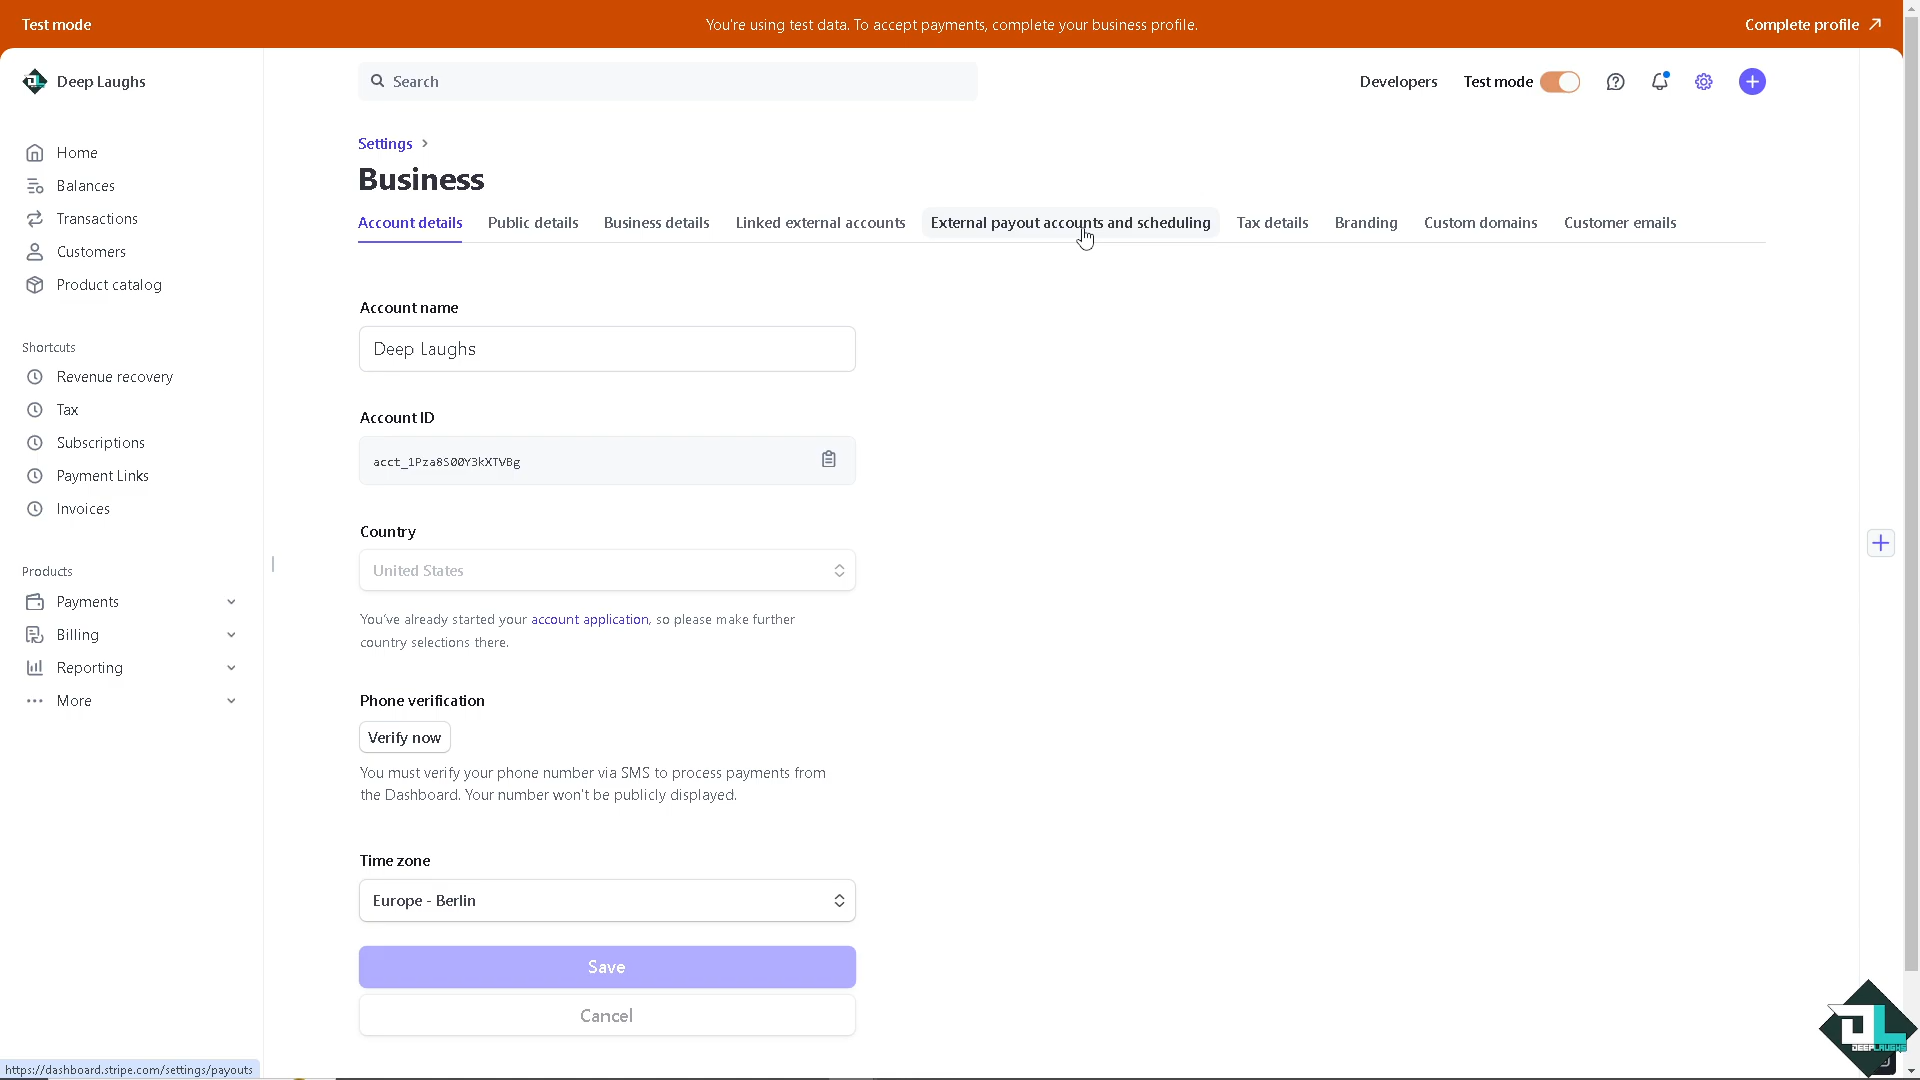 Test mode
You're using test data. To accept payments, complete your business profile.
Complete profile
Deep Laughs
Search
Developers
Test mode
Home
Balances
Transactions
Customers
Product catalog
Shortcuts
Revenue recovery
Tax
Subscriptions
Payment Links
Invoices
Products
Payments
Billing
Reporting
More
Settings
Business
Account details
Public details
Business details
Linked external accounts
External payout accounts and scheduling
Tax details
Branding
Custom domains
Customer emails
Account name
Deep Laughs
Account ID
acct_1Pza8S00Y3kXTVBg
Country
United States
You've already started your account application, so please make further
country selections there.
Phone verification
Verify now
You must verify your phone number via SMS to process payments from
the Dashboard. Your number won't be publicly displayed.
Time zone
Europe - Berlin
Save
Cancel
https://dashboard.stripe.com/settings/payouts
DEEPLAUGHS